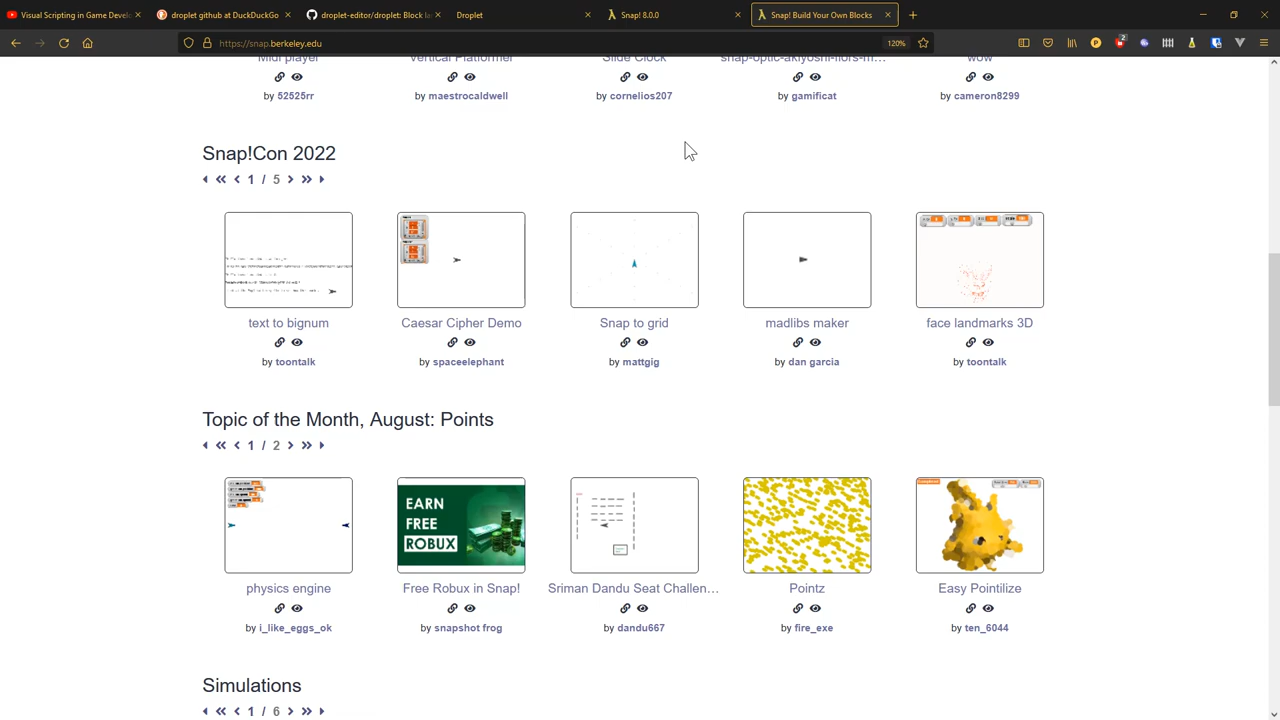 Visual Scripting in Game Devel
droplet github at DuckDuckGo
droplet-editor/droplet: Block la
Droplet
Snap! 8.0.0
Snap! Build Your Own Blocks
https://snap.berkeley.edu
120%
2
Midi player
Vertical Platformer
Slide Clock
wow
by 52525rr
by maestrocaldwell
by cornelios207
by gamificat
by cameron8299
Snap!Con 2022
1 / 5
text to bignum
Caesar Cipher Demo
Snap to grid
madlibs maker
face landmarks 3D
by toontalk
by spaceelephant
by mattgig
by dan garcia
by toontalk
Topic of the Month, August: Points
1 / 2
EARN
FREE
ROBUX
physics engine
Free Robux in Snap!
Sriman Dandu Seat Challen…
Pointz
Easy Pointilize
by i_like_eggs_ok
by snapshot frog
by dandu667
by fire_exe
by ten_6044
Simulations
1 / 6